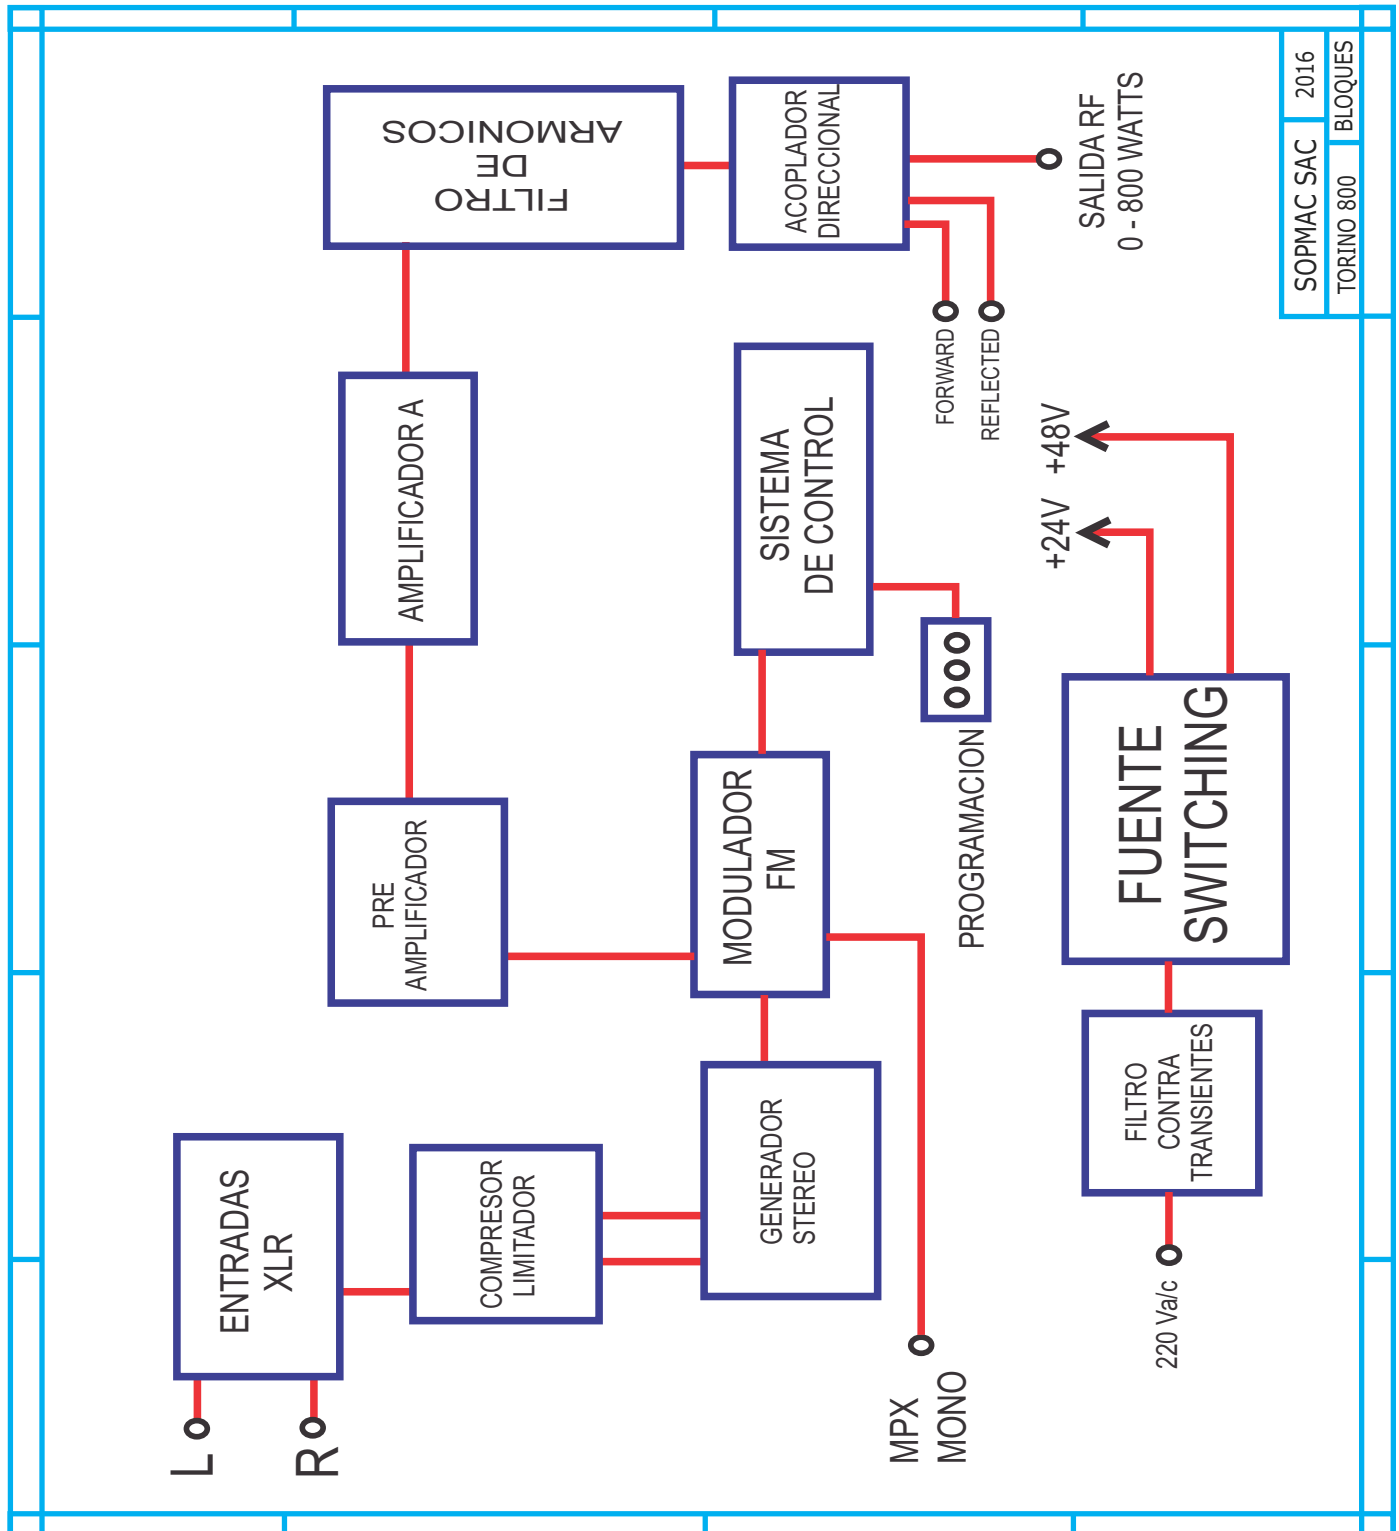 L
R
ENTRADAS
XLR
COMPRESOR
LIMITADOR
GENERADOR
STEREO
MPX
MONO
MODULADOR
FM
PRE
AMPLIFICADOR
AMPLIFICADOR A
FILTRO
DE
ARMONICOS
ACOPLADOR
DIRECCIONAL
SALIDA RF
0 - 800 WATTS
FORWARD
REFLECTED
SISTEMA
DE CONTROL
PROGRAMACION
220 Va/c
FILTRO
CONTRA
TRANSIENTES
FUENTE
SWITCHING
+24V
+48V
SOPMAC SAC
2016
TORINO 800
BLOQUES